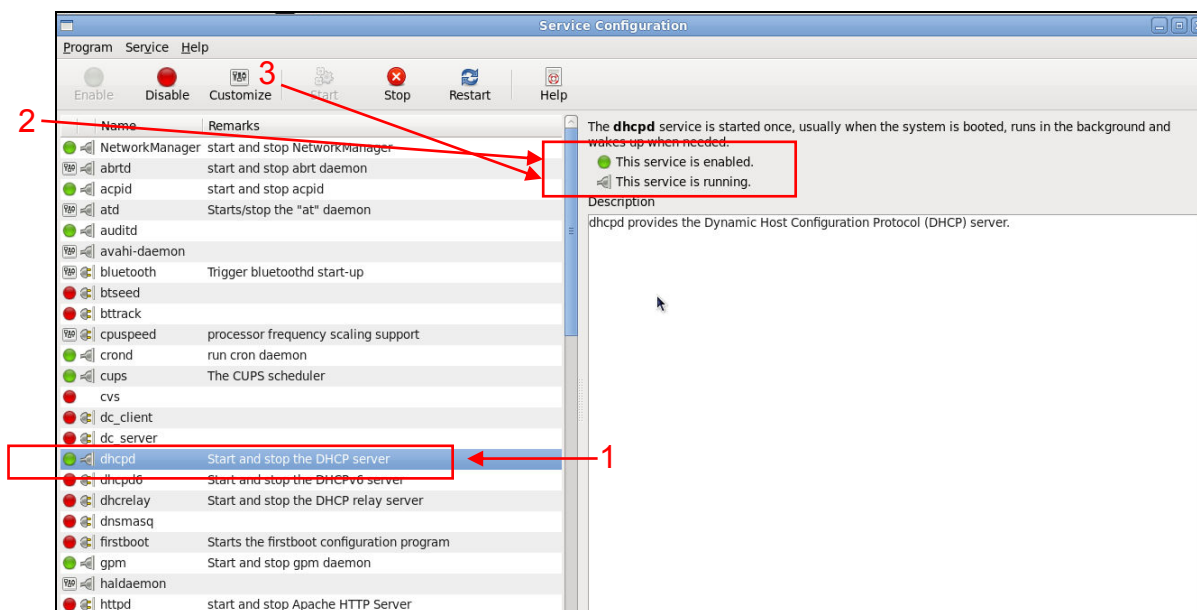 Service Configuration
Program Service Help
3
Enable Disable Customize Start Stop Restart Help
2
Name Remarks
NetworkManager start and stop NetworkManager
abrtd start and stop abrt daemon
acpid start and stop acpid
atd Starts/stop the "at" daemon
auditd
avahi-daemon
bluetooth Trigger bluetoothd start-up
btseed
bttrack
cpuspeed processor frequency scaling support
crond run cron daemon
cups The CUPS scheduler
cvs
dc_client
dc_server
dhcpd Start and stop the DHCP server
1
dhcpd6 Start and stop the DHCPv6 server
dhcrelay Start and stop the DHCP relay server
dnsmasq
firstboot Starts the firstboot configuration program
gpm Start and stop gpm daemon
haldaemon
httpd start and stop Apache HTTP Server
The dhcpd service is started once, usually when the system is booted, runs in the background and
wakes up when needed.
This service is enabled.
This service is running.
Description
dhcpd provides the Dynamic Host Configuration Protocol (DHCP) server.